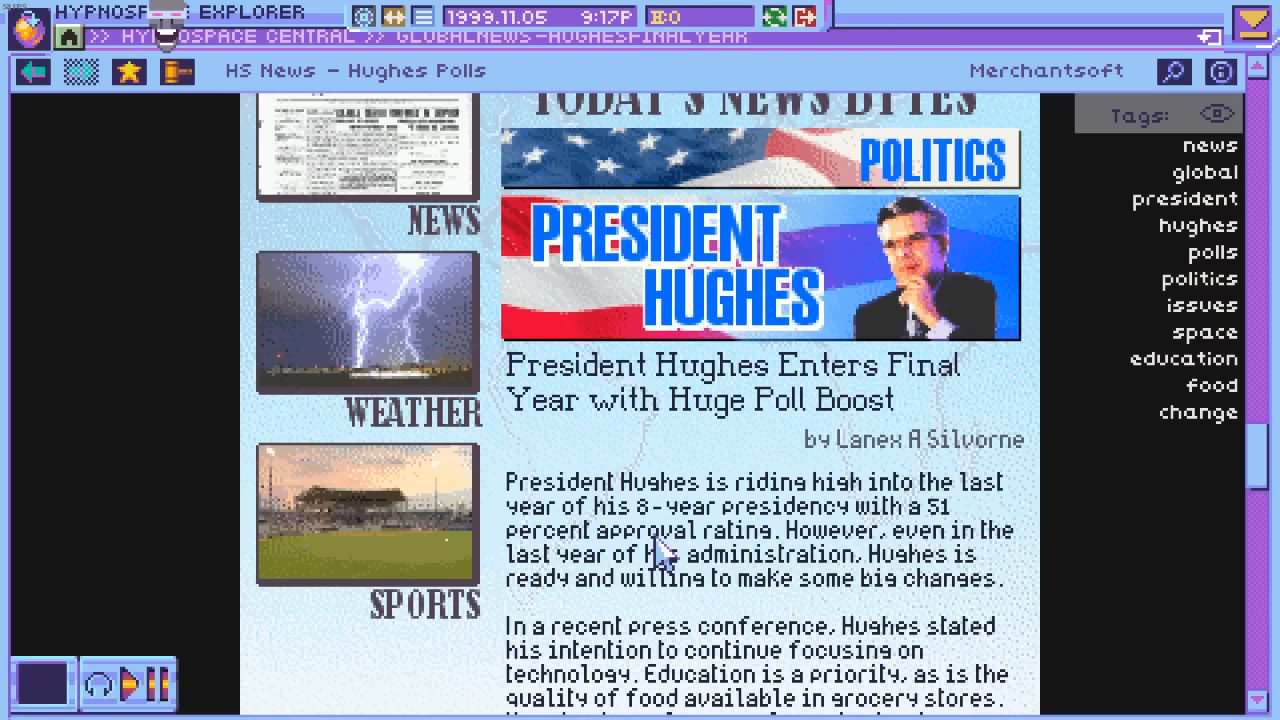 HYPNOSP : EXPLORER
1999.11.05 9:17P
:0
>> HYPNOSPACE CENTRAL >> GLOBALNEWS-HUGHESFINALYEAR
HS News - Hughes Polls
Merchantsoft
TODAY'S NEWS BYTES
Tags:
POLITICS
news
global
president
hughes
polls
politics
issues
space
education
food
change
PRESIDENT
HUGHES
NEWS
WEATHER
SPORTS
President Hughes Enters Final
Year with Huge Poll Boost
by Lanex A Silvorne
President Hughes is riding high into the last
year of his 8-year presidency with a 51
percent approval rating. However, even in the
last year of his administration, Hughes is
ready and willing to make some big changes.
In a recent press conference, Hughes stated
his intention to continue focusing on
technology. Education is a priority, as is the
quality of food available in grocery stores.